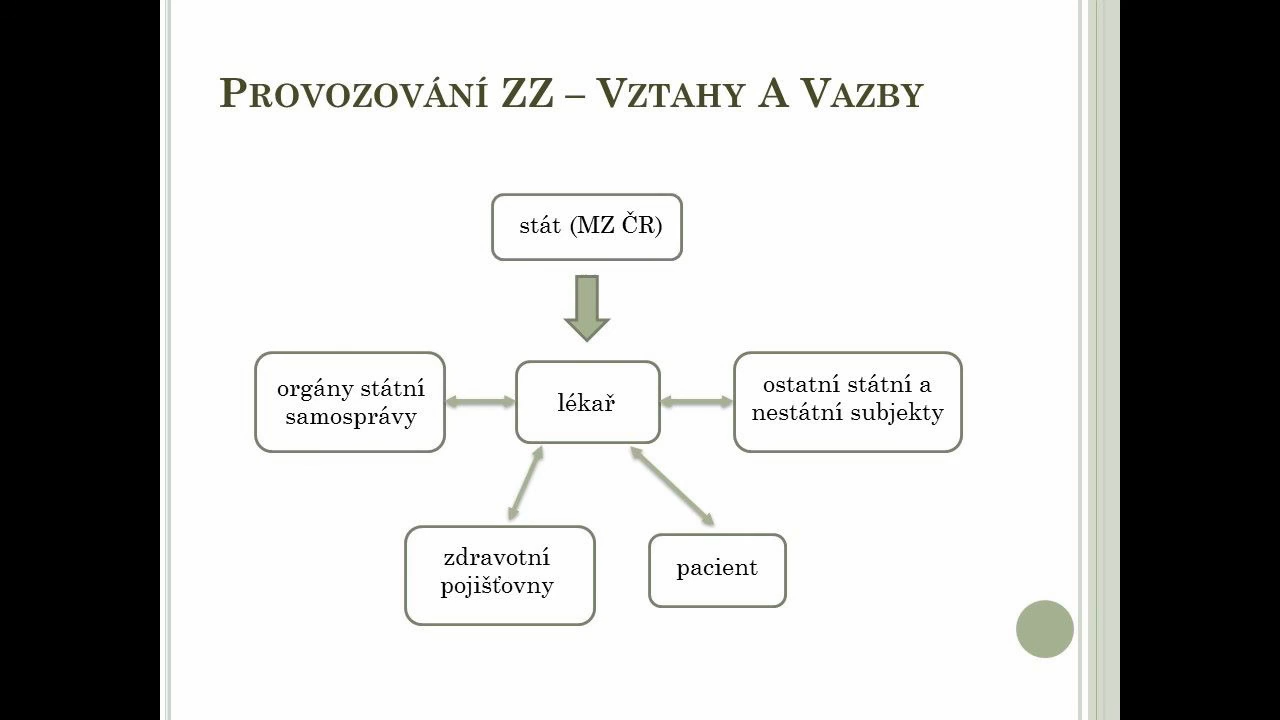 Provozování ZZ – Vztahy A Vazby
stát (MZ ČR)
orgány státní
samosprávy
lékař
ostatní státní a
nestátní subjekty
zdravotní
pojišťovny
pacient